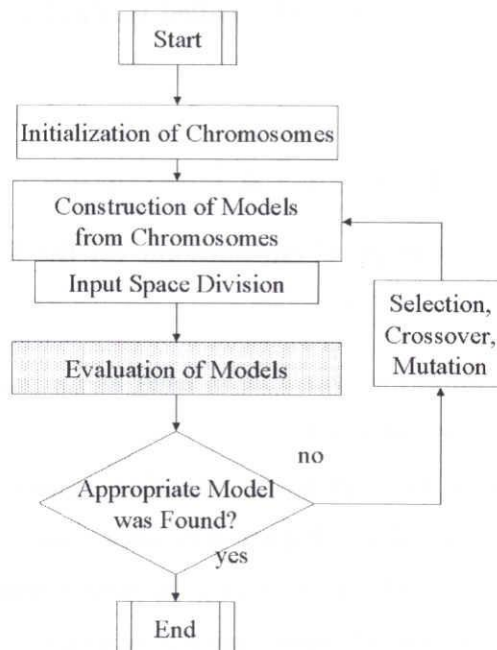 Start
Initialization of Chromosomes
Construction of Models
from Chromosomes
Input Space Division
Selection,
Crossover,
Mutation
Evaluation of Models
no
Appropriate Model
was Found?
yes
End